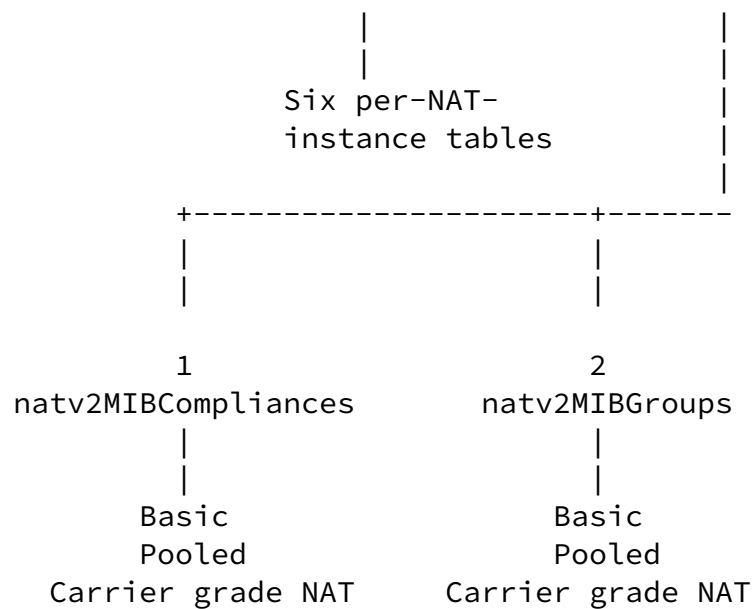 Six per-NAT-
instance tables
1 2
natv2MIBCompliances natv2MIBGroups
Basic Basic
Pooled Pooled
Carrier grade NAT Carrier grade NAT